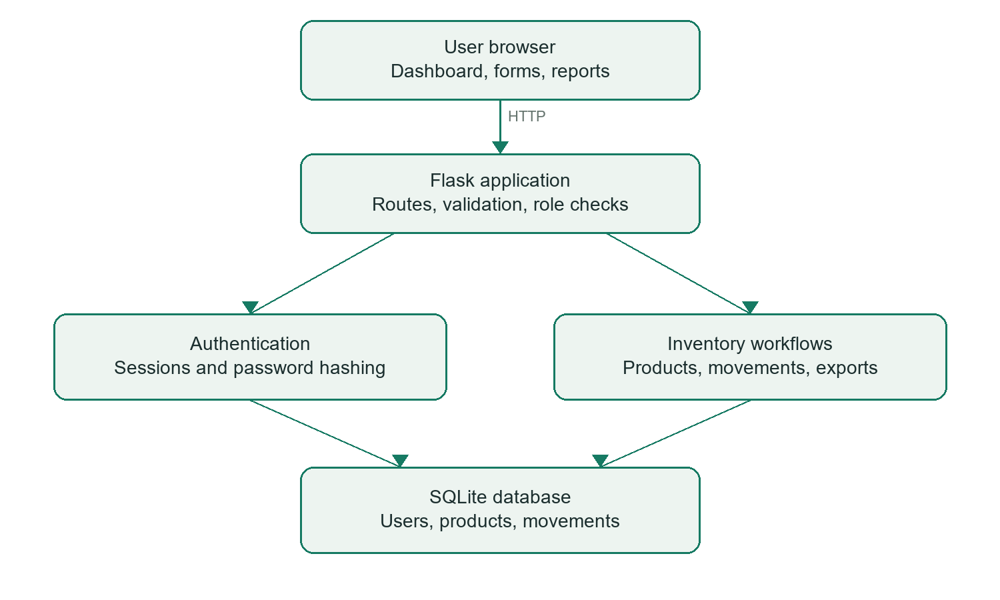 User browser
Dashboard, forms, reports
HTTP
Flask application
Routes, validation, role checks
Authentication
Sessions and password hashing
Inventory workflows
Products, movements, exports
SQLite database
Users, products, movements